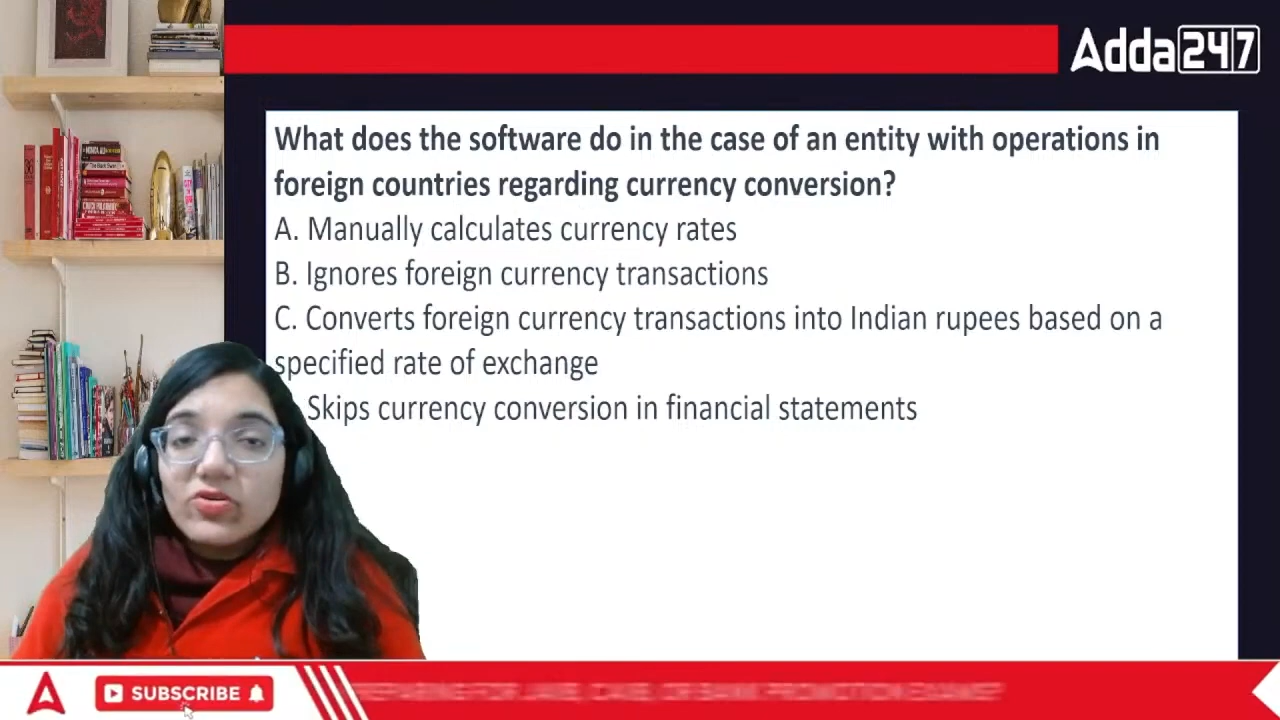 Adda 247
What does the software do in the case of an entity with operations in
foreign countries regarding currency conversion?
A. Manually calculates currency rates
B. Ignores foreign currency transactions
C. Converts foreign currency transactions into Indian rupees based on a
specified rate of exchange
Skips currency conversion in financial statements
SUBSCRIBE